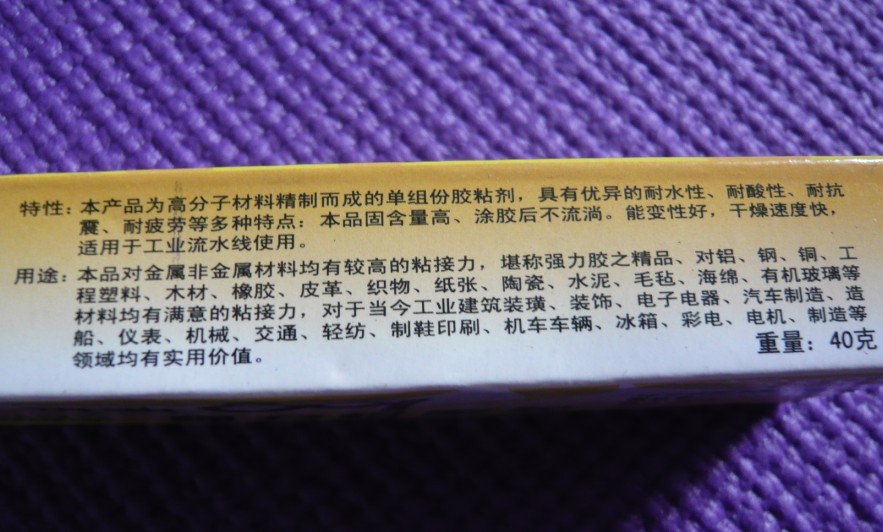 特性：本产品为高分子材料精制而成的单组份胶粘剂，具有优异的耐水性、耐酸性、耐抗
震、耐疲劳等多种特点：本品固含量高、涂胶后不流淌。能变性好，干燥速度快，
适用于工业流水线使用。
用途：本品对金属非金属材料均有较高的粘接力，堪称强力胶之精品、对铝、钢、铜、工
程塑料、木材、橡胶、皮革、织物、纸张、陶瓷、水泥、毛毡、海绵、有机玻璃等
材料均有满意的粘接力，对于当今工业建筑装璜、装饰、电子电器、汽车制造、造
船、仪表、机械、交通、轻纺、制鞋印刷、机车车辆、冰箱、彩电、电机、制造等
领域均有实用价值。
重量：40克